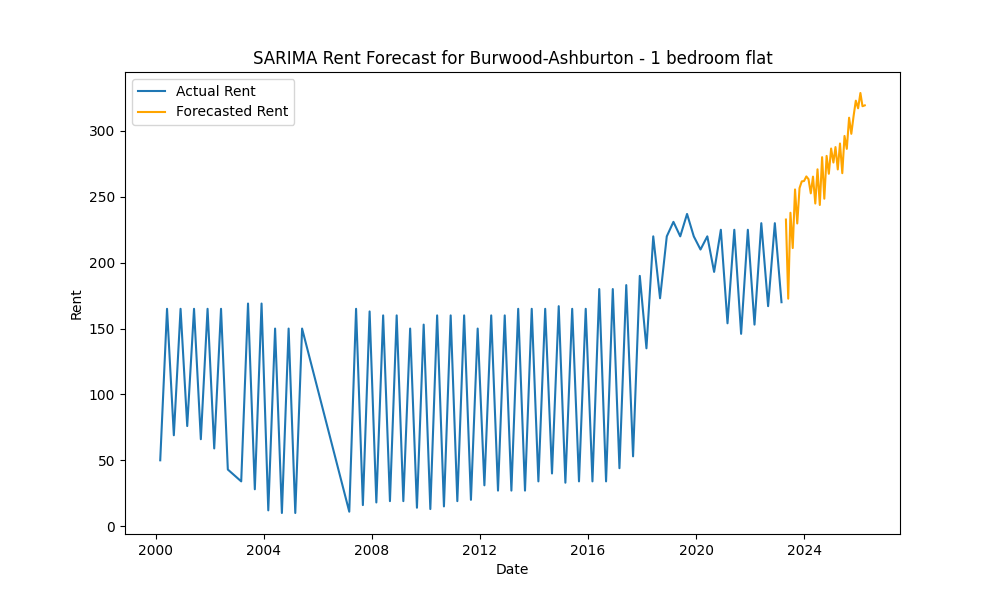 SARIMA Rent Forecast for Burwood-Ashburton - 1 bedroom flat
Actual Rent
Forecasted Rent
Rent
300
250
200
150
100
50
0
2000 2004 2008 2012 2016 2020 2024
Date